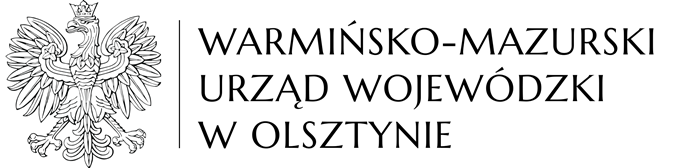 WARMIŃSKO-MAZURSKI
URZĄD WOJEWÓDZKI
W OLSZTYNIE